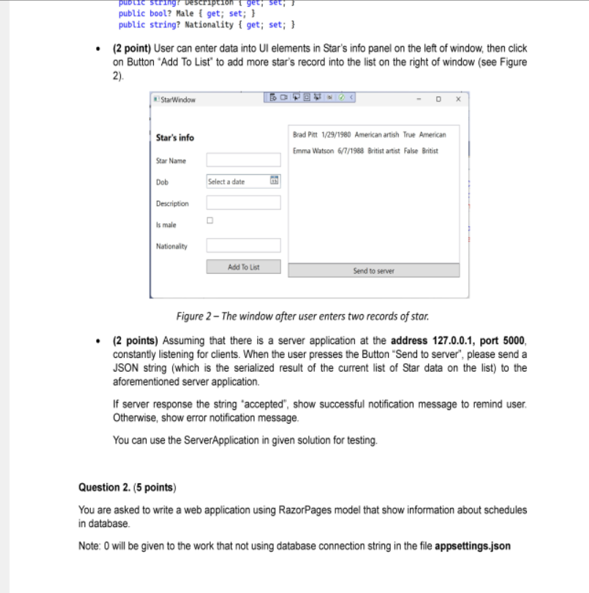 public string? Description { get; set; }
public bool? Male { get; set; }
public string? Nationality { get; set; }
• (2 point) User can enter data into UI elements in Star's info panel on the left of window, then click
on Button "Add To List" to add more star's record into the list on the right of window (see Figure
2).
StarWindow
Star's info
Star Name
Dob
Select a date
15
Description
Is male
Nationality
Add To List
Brad Pitt 1/29/1980 American artish True American
Emma Watson 6/7/1988 Britist artist False Britist
Send to server
Figure 2 – The window after user enters two records of star.
• (2 points) Assuming that there is a server application at the address 127.0.0.1, port 5000,
constantly listening for clients. When the user presses the Button "Send to server", please send a
JSON string (which is the serialized result of the current list of Star data on the list) to the
aforementioned server application.
If server response the string "accepted", show successful notification message to remind user.
Otherwise, show error notification message.
You can use the ServerApplication in given solution for testing.
Question 2. (5 points)
You are asked to write a web application using RazorPages model that show information about schedules
in database.
Note: 0 will be given to the work that not using database connection string in the file appsettings.json